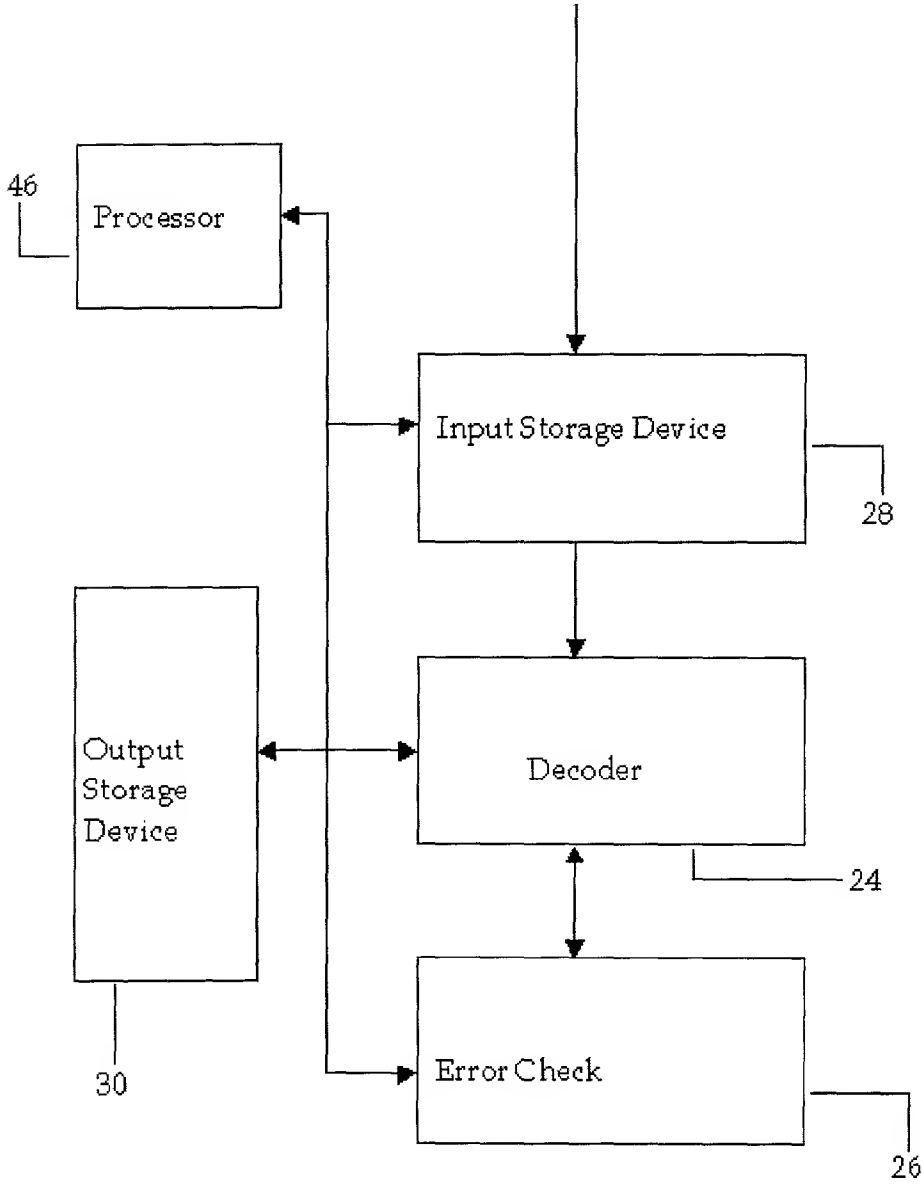 46
Processor
Input Storage Device
28
Output
Storage
Device
Decoder
24
30
Error Check
26